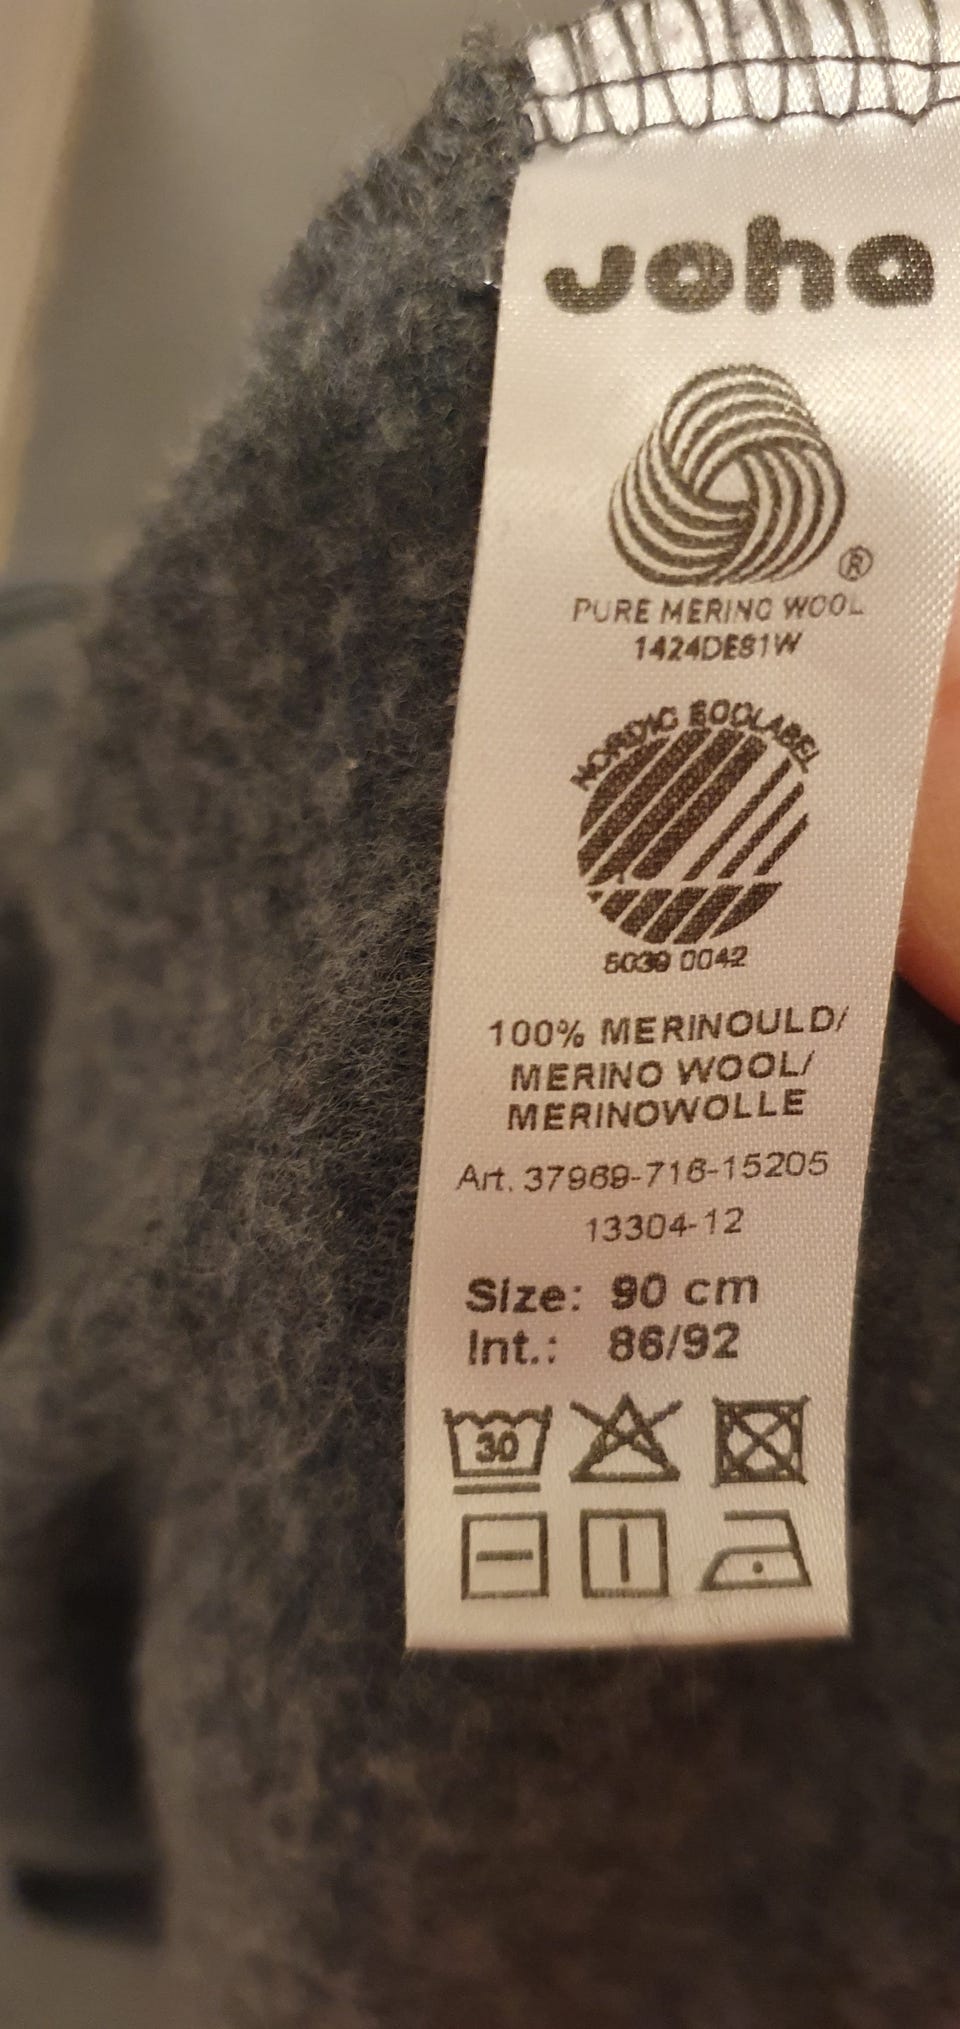 Joha
®
PURE MERINO WOOL
1424DE81W
NORDIC ECOLABEL
5039 0042
100% MERINOULD/
MERINO WOOL/
MERINOWOLLE
Art. 37969-716-15205
13304-12
Size: 90 cm
Int.: 86/92
30